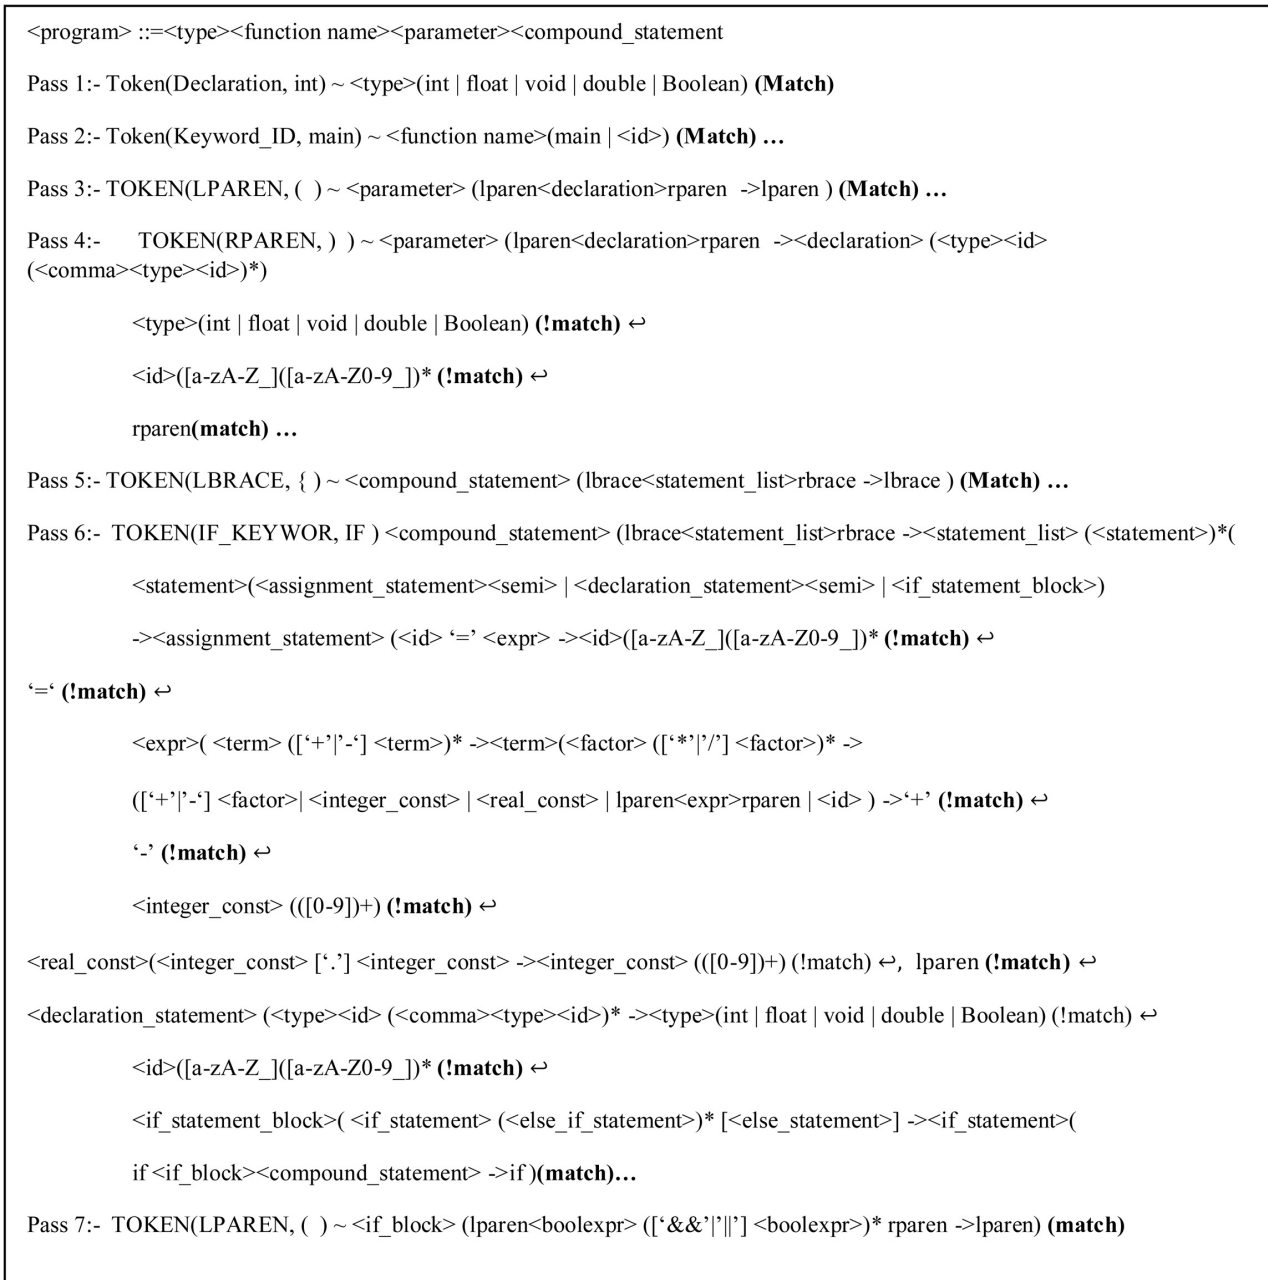 <program> ::=<type><function name><parameter><compound_statement
Pass 1:- Token(Declaration, int) ~ <type>(int | float | void | double | Boolean) (Match)
Pass 2:- Token(Keyword_ID, main) ~ <function name>(main | <id>) (Match) …
Pass 3:- TOKEN(LPAREN, ( ) ~ <parameter> (lparen<declaration>rparen ->lparen ) (Match) …
Pass 4:- TOKEN(RPAREN, ) ) ~ <parameter> (lparen<declaration>rparen -><declaration> (<type><id>
(<comma><type><id>)*)
<type>(int | float | void | double | Boolean) (!match) ↩
<id>([a-zA-Z_]([a-zA-Z0-9_])* (!match) ↩
rparen(match) …
Pass 5:- TOKEN(LBRACE, { ) ~ <compound_statement> (lbrace<statement_list>rbrace ->lbrace ) (Match) …
Pass 6:- TOKEN(IF_KEYWOR, IF ) <compound_statement> (lbrace<statement_list>rbrace -><statement_list> (<statement>)*(
<statement>(<assignment_statement><semi> | <declaration_statement><semi> | <if_statement_block>)
-><assignment_statement> (<id> ‘=’ <expr> -><id>([a-zA-Z_]([a-zA-Z0-9_])* (!match) ↩
‘=‘ (!match) ↩
<expr>( <term> ([‘+’|’-‘] <term>)* -><term>(<factor> ([‘*’|’/’] <factor>)* ->
([‘+’|’-‘] <factor>| <integer_const> | <real_const> | lparen<expr>rparen | <id> ) ->‘+’ (!match) ↩
‘-’ (!match) ↩
<integer_const> (([0-9])+) (!match) ↩
<real_const>(<integer_const> [‘.’] <integer_const> -><integer_const> (([0-9])+) (!match) ↩, lparen (!match) ↩
<declaration_statement> (<type><id> (<comma><type><id>)* -><type>(int | float | void | double | Boolean) (!match) ↩
<id>([a-zA-Z_]([a-zA-Z0-9_])* (!match) ↩
<if_statement_block>( <if_statement> (<else_if_statement>)* [<else_statement>] -><if_statement>(
if <if_block><compound_statement> ->if )(match)…
Pass 7:- TOKEN(LPAREN, ( ) ~ <if_block> (lparen<boolexpr> ([‘&&’|’||’] <boolexpr>)* rparen ->lparen) (match)